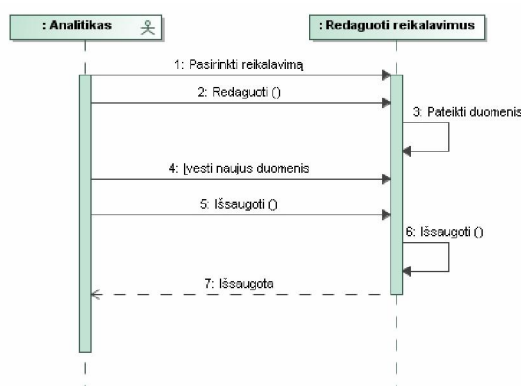 : Analitikas
: Redaguoti reikalavimus
1: Pasirinkti reikalavimą
2: Redaguoti ()
3: Pateikti duomenis
4: Įvesti naujus duomenis
5: Išsaugoti ()
6: Išsaugoti ()
7: Išsaugota